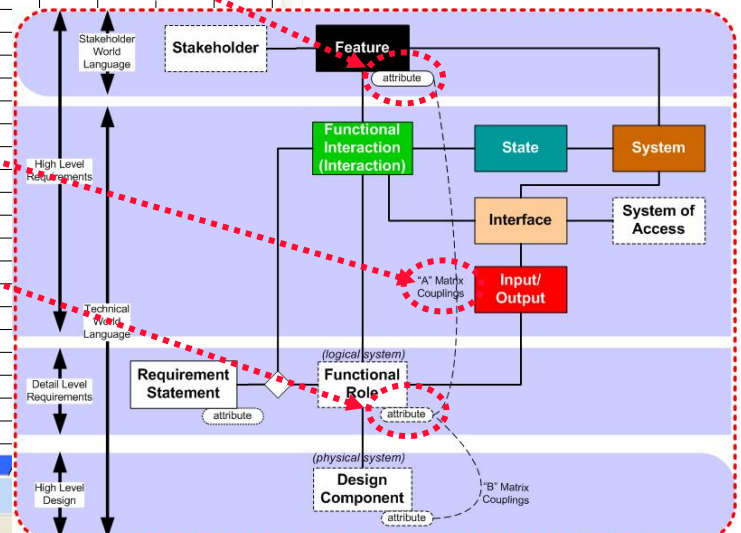 Stakeholder
World
Language
Stakeholder
Feature
attribute
High Level
Requirements
Functional
Interaction
(Interaction)
State
System
Interface
System of
Access
"A" Matrix
Couplings
Input/
Output
Technical
World
Language
(logical system)
Detail Level
Requirements
Requirement
Statement
attribute
Functional
Role
attribute
(physical system)
High Level
Design
Design
Component
attribute
"B" Matrix
Couplings